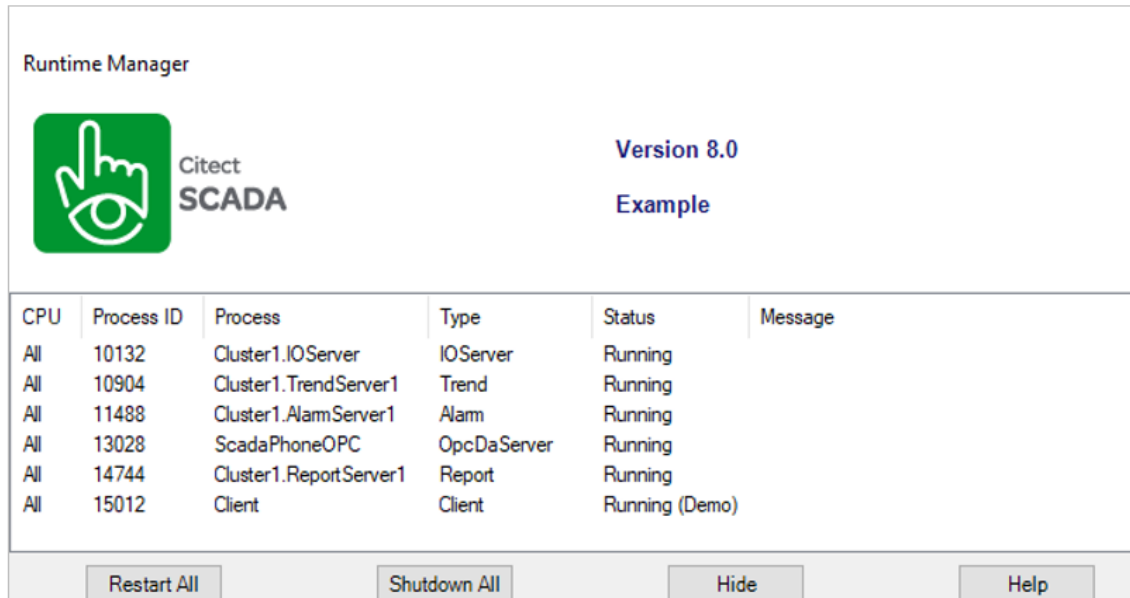 Runtime Manager
Citect
SCADA
Version 8.0
Example
CPU Process ID Process Type Status Message
All 10132 Cluster1.IOServer IOServer Running
All 10904 Cluster1.TrendServer1 Trend Running
All 11488 Cluster1.AlarmServer1 Alarm Running
All 13028 ScadaPhoneOPC OpcDaServer Running
All 14744 Cluster1.ReportServer1 Report Running
All 15012 Client Client Running (Demo)
Restart All Shutdown All Hide Help